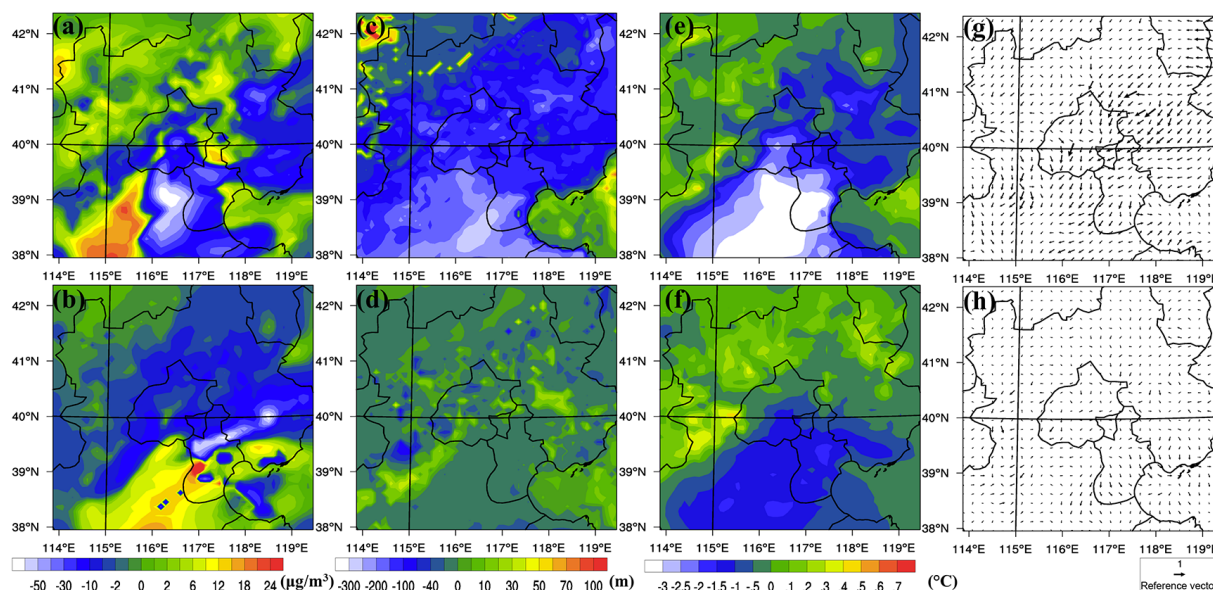 (a) (c) (e) (g)
42°N 42°N 42°N 42°N
41°N 41°N 41°N 41°N
40°N 40°N 40°N 40°N
39°N 39°N 39°N 39°N
38°N 38°N 38°N 38°N
114°E 115°E 116°E 117°E 118°E 119°E 114°E 115°E 116°E 117°E 118°E 119°E 114°E 115°E 116°E 117°E 118°E 119°E 114°E 115°E 116°E 117°E 118°E 119°E
(b) (d) (f) (h)
42°N 42°N 42°N 42°N
41°N 41°N 41°N 41°N
40°N 40°N 40°N 40°N
39°N 39°N 39°N 39°N
38°N 38°N 38°N 38°N
114°E 115°E 116°E 117°E 118°E 119°E 114°E 115°E 116°E 117°E 118°E 119°E 114°E 115°E 116°E 117°E 118°E 119°E 114°E 115°E 116°E 117°E 118°E 119°E
-50 -30 -10 -2 0 2 6 12 18 24 (µg/m³) -300 -200 -100 -40 0 10 30 50 70 100 (m) -3 -2.5 -2 -1.5 -1 -.5 0 .1 .2 .3 .4 .5 .6 .7 (°C)
1
Reference vecto